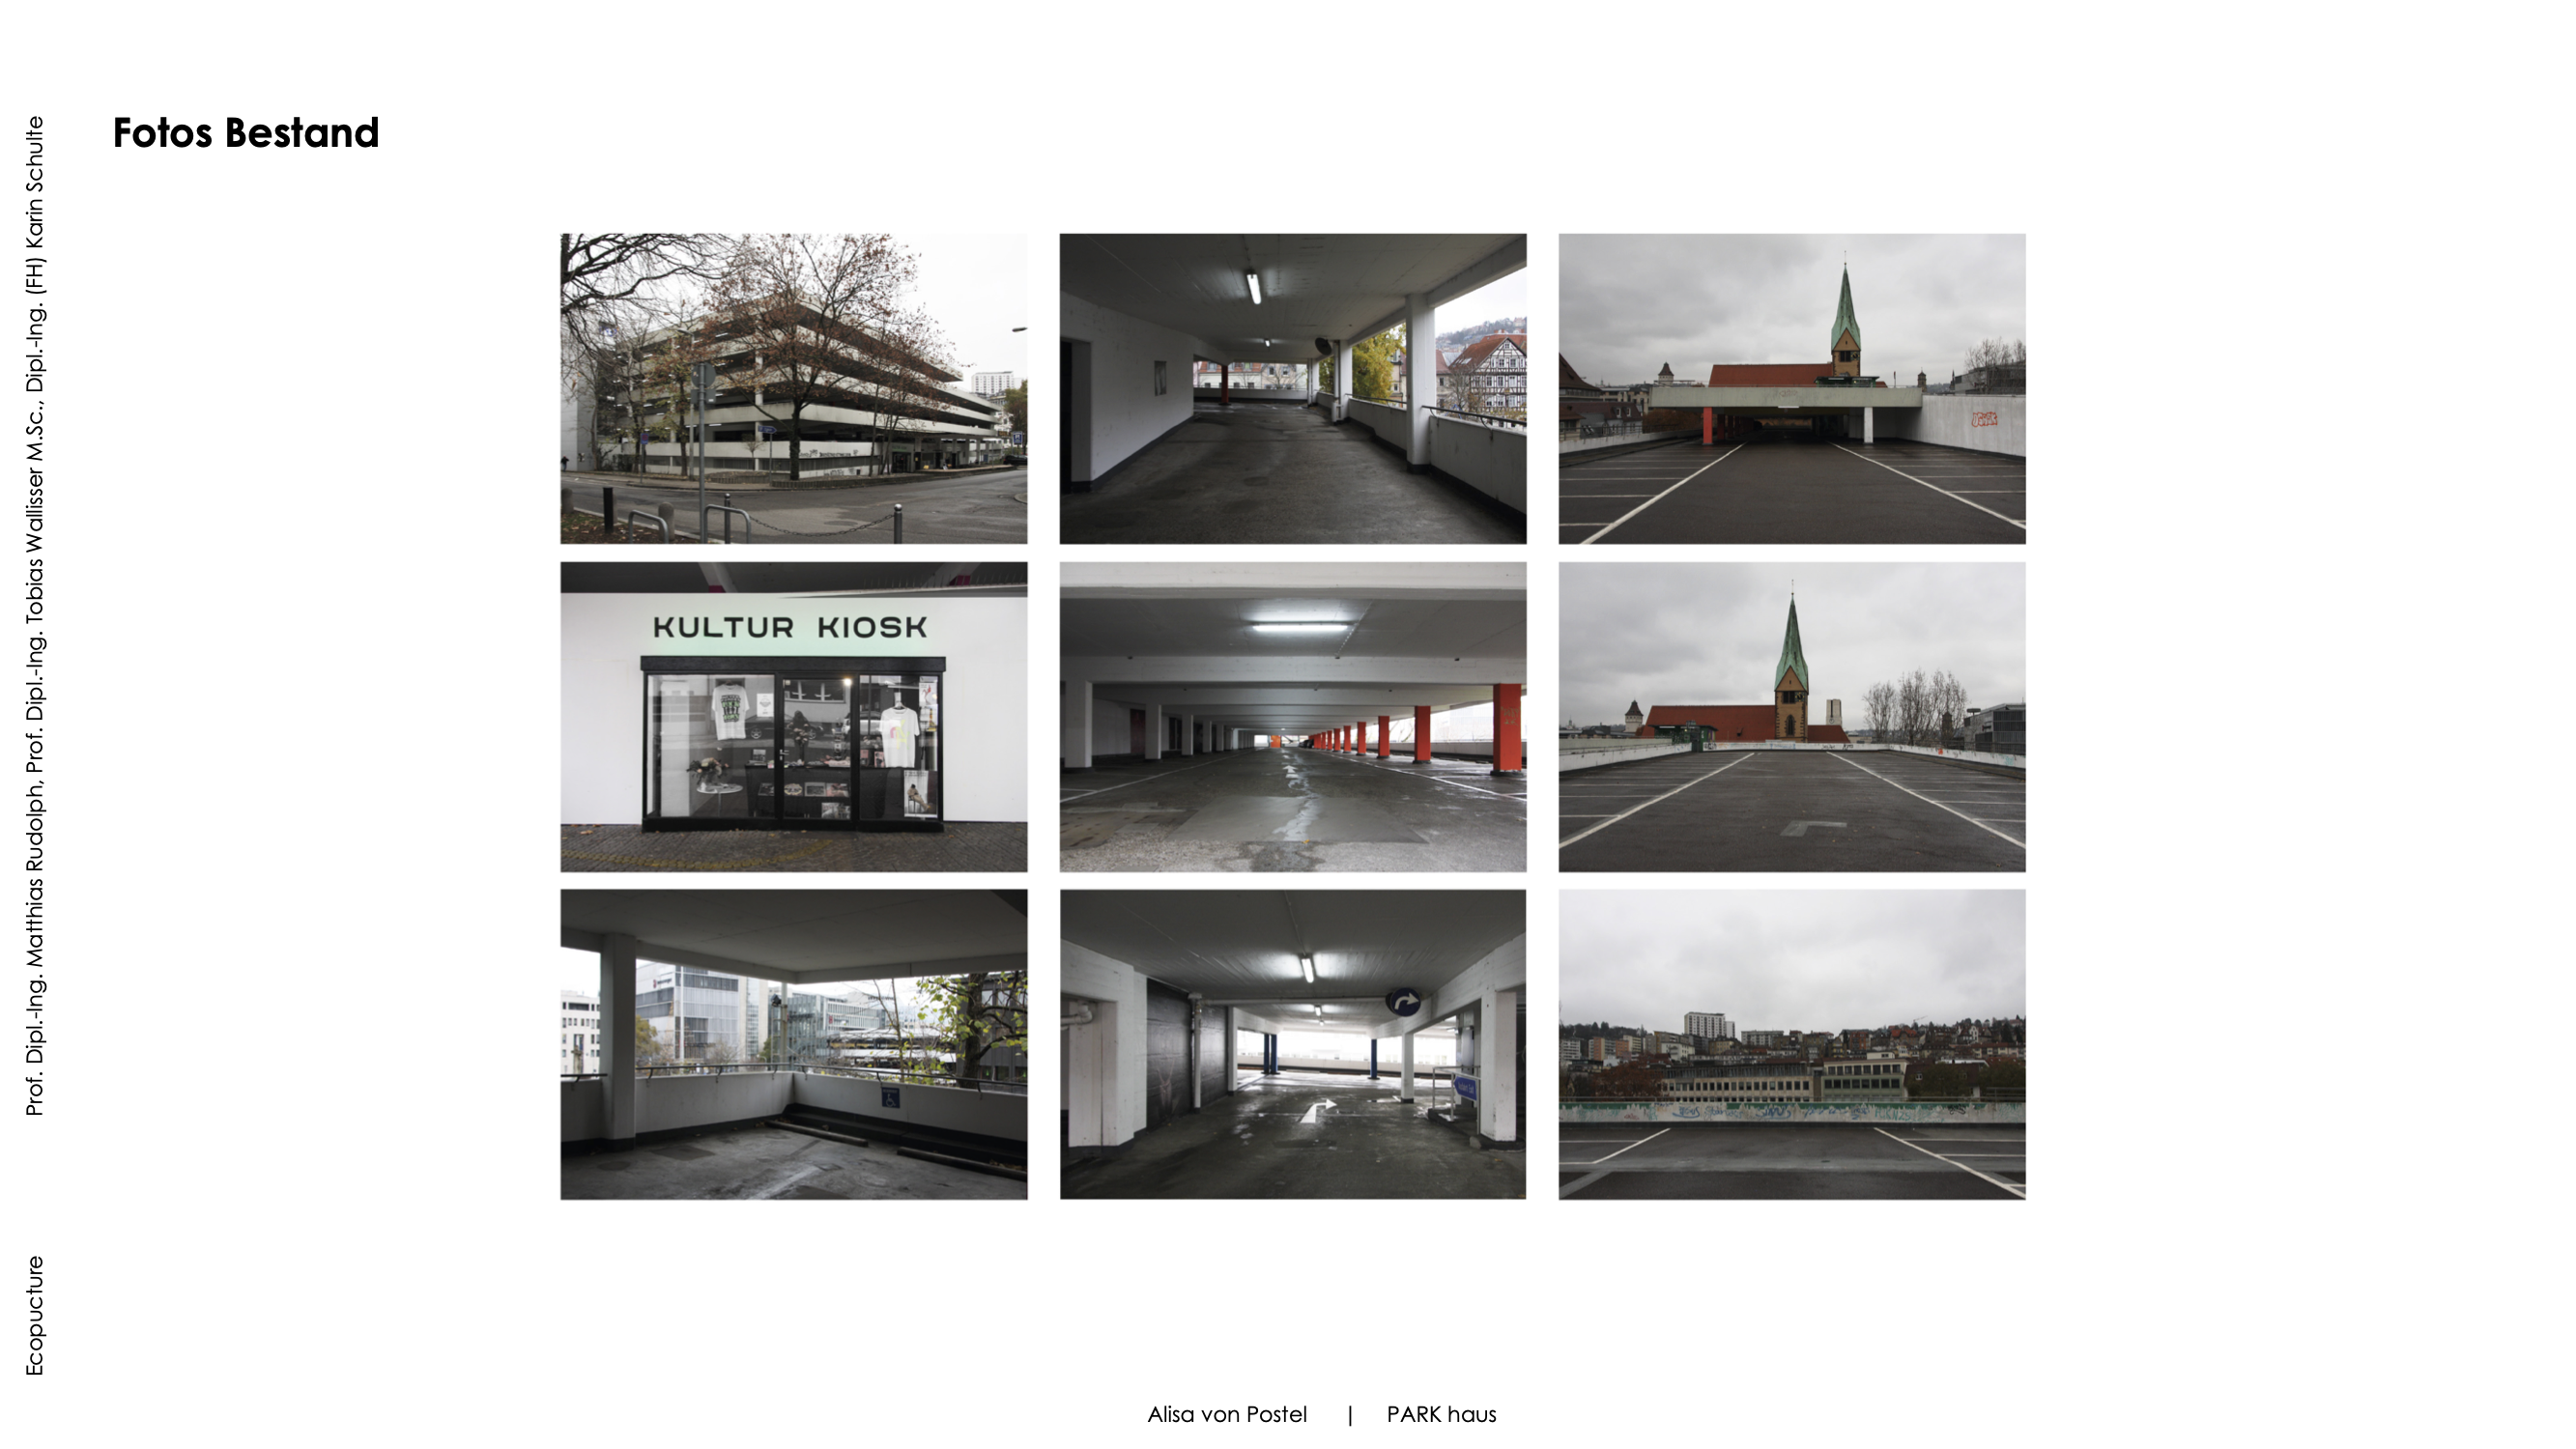 Fotos Bestand
Prof. Dipl.-Ing. Matthias Rudolph, Prof. Dipl.-Ing. Tobias Wallisser M.Sc., Dipl.-Ing. (FH) Karin Schulte
KULTUR KIOSK
Ecopucture
Alisa von Postel | PARK haus